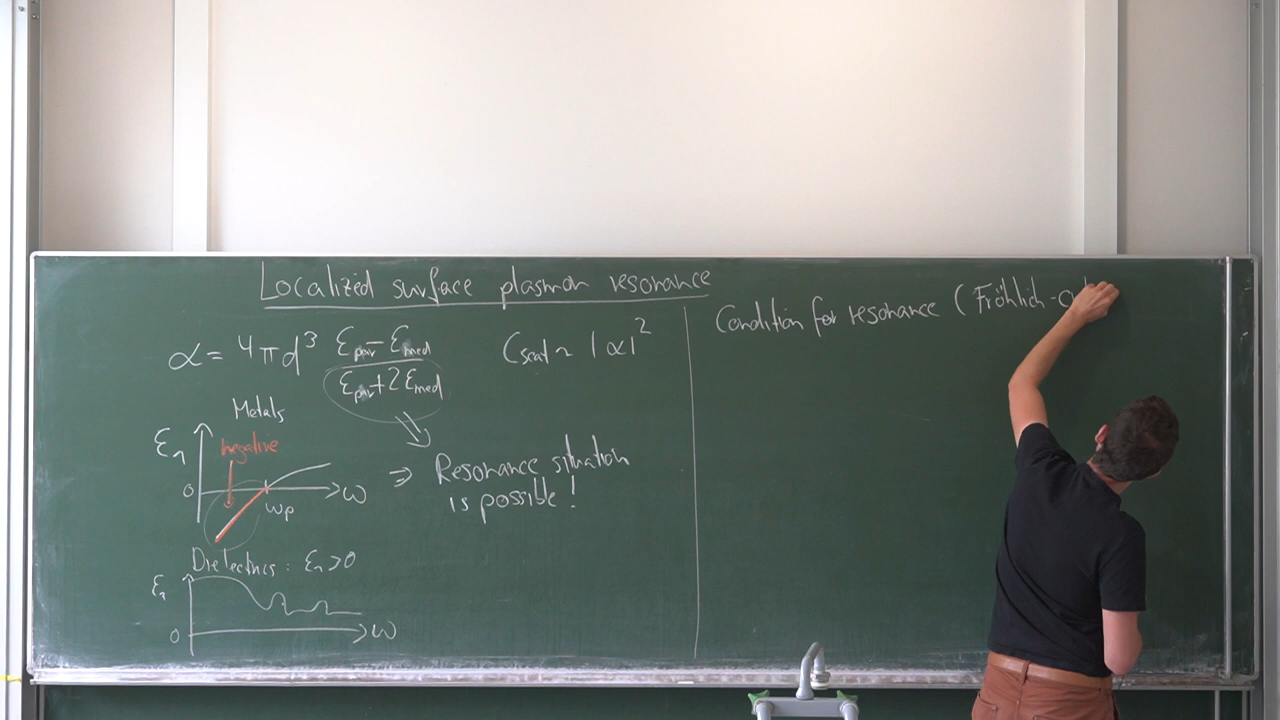 Localized surface plasmon resonance
α = 4πd³ (ε_par − ε_med)/(ε_par + 2ε_med)
C_scat ~ |α|²
Metals
ε₁
negative
0
ω_p
ω
⇒ Resonance situation
is possible!
Dielectrics: ε₁>0
ε₁
0
ω
Condition for resonance (Fröhlich-